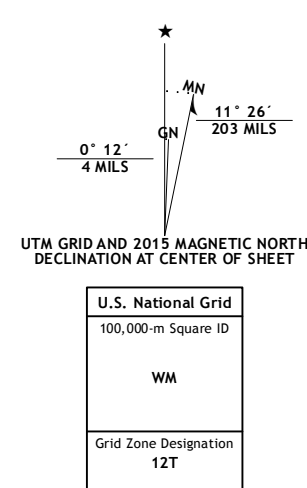 ★
MN
GN
11° 26´
203 MILS
0° 12´
4 MILS
UTM GRID AND 2015 MAGNETIC NORTH
DECLINATION AT CENTER OF SHEET
U.S. National Grid
100,000-m Square ID
WM
Grid Zone Designation
12T